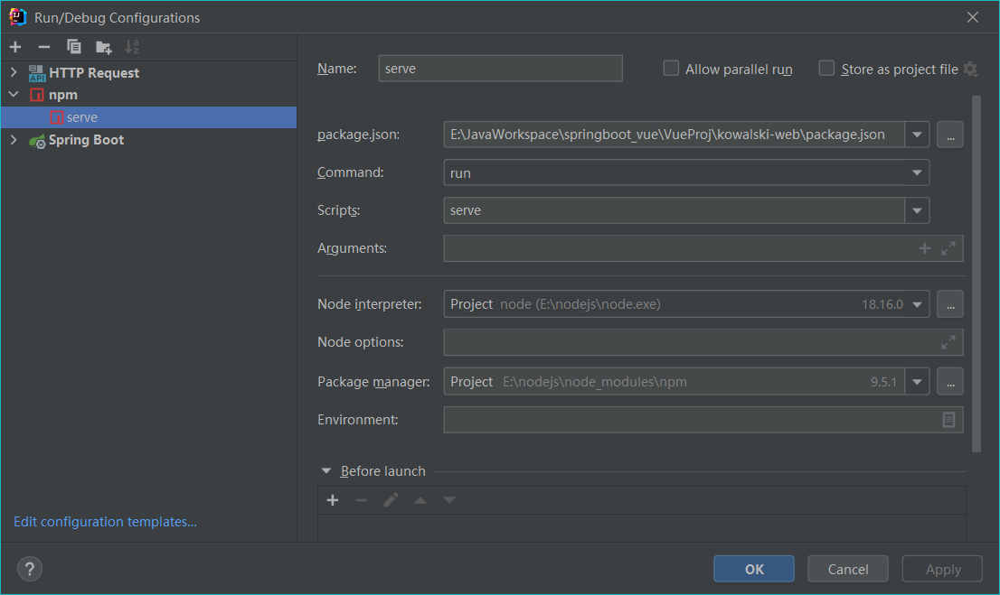 Run/Debug Configurations
HTTP Request
npm
serve
Spring Boot
Edit configuration templates...
Name: serve Allow parallel run Store as project file
package.json: E:\JavaWorkspace\springboot_vue\VueProj\kowalski-web\package.json ...
Command: run
Scripts: serve
Arguments:
Node interpreter: Project node (E:\nodejs\node.exe) 18.16.0 ...
Node options:
Package manager: Project E:\nodejs\node_modules\npm 9.5.1 ...
Environment:
Before launch
? OK Cancel Apply